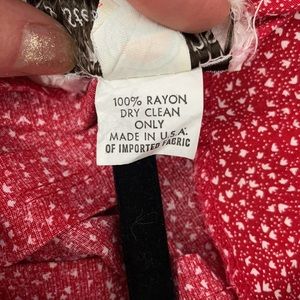 100% RAYON
DRY CLEAN
ONLY
MADE IN U.S.A.
OF IMPORTED FABRIC